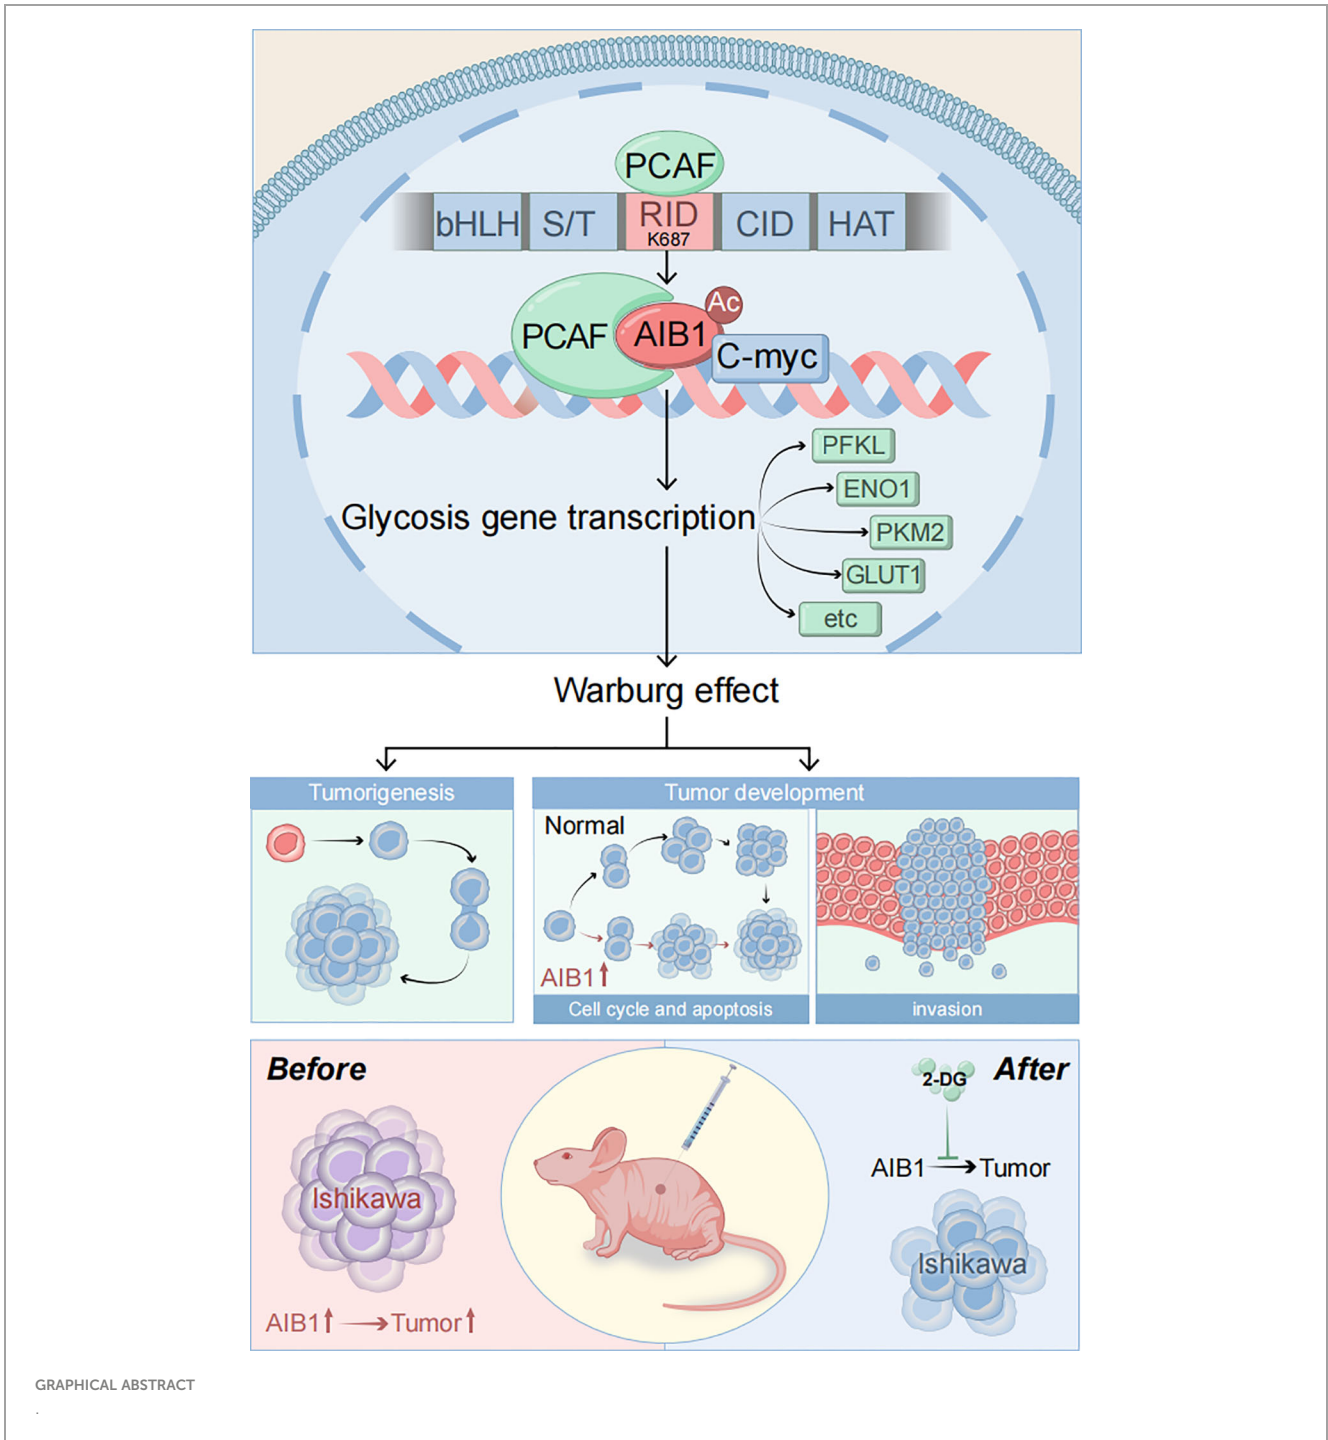 PCAF
bHLH
S/T
RID
K687
CID
HAT
PCAF
AIB1
Ac
C-myc
PFKL
ENO1
Glycosis gene transcription
PKM2
GLUT1
etc
Warburg effect
Tumorigenesis
Tumor development
Normal
AIB1↑
Cell cycle and apoptosis
invasion
Before
Ishikawa
AIB1↑→Tumor↑
After
2-DG
AIB1→Tumor
Ishikawa
GRAPHICAL ABSTRACT
.